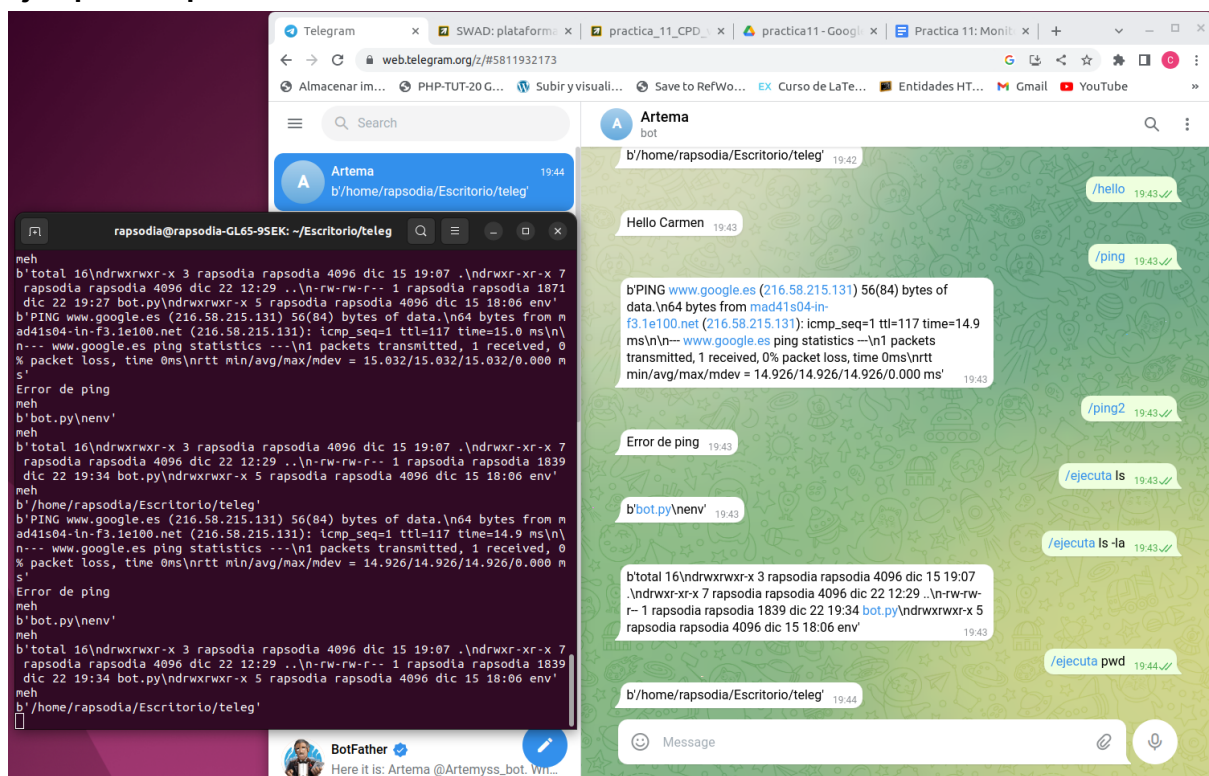 Telegram
SWAD: plataforma
practica_11_CPD_
practica11 - Googl
Practica 11: Monit
web.telegram.org/z/#5811932173
Almacenar im...
PHP-TUT-20 G...
Subir y visuali...
Save to RefWo...
EX Curso de LaTe...
Entidades HT...
Gmail
YouTube
»
Search
Artema 19:44
b'/home/rapsodia/Escritorio/teleg'
A Artema
bot
b'/home/rapsodia/Escritorio/teleg' 19:42
/hello 19:43
Hello Carmen 19:43
/ping 19:43
b'PING www.google.es (216.58.215.131) 56(84) bytes of
data.\n64 bytes from mad41s04-in-
f3.1e100.net (216.58.215.131): icmp_seq=1 ttl=117 time=14.9
ms\n\n--- www.google.es ping statistics ---\n1 packets
transmitted, 1 received, 0% packet loss, time 0ms\nrtt
min/avg/max/mdev = 14.926/14.926/14.926/0.000 ms' 19:43
/ping2 19:43
Error de ping 19:43
/ejecuta ls 19:43
b'bot.py\nenv' 19:43
/ejecuta ls -la 19:43
b'total 16\ndrwxrwxr-x 3 rapsodia rapsodia 4096 dic 15 19:07
.\ndrwxr-xr-x 7 rapsodia rapsodia 4096 dic 22 12:29 ..\n-rw-rw-
r-- 1 rapsodia rapsodia 1839 dic 22 19:34 bot.py\ndrwxrwxr-x 5
rapsodia rapsodia 4096 dic 15 18:06 env' 19:43
/ejecuta pwd 19:44
b'/home/rapsodia/Escritorio/teleg' 19:44
Message
rapsodia@rapsodia-GL65-9SEK: ~/Escritorio/teleg
meh
b'total 16\ndrwxrwxr-x 3 rapsodia rapsodia 4096 dic 15 19:07 .\ndrwxr-xr-x 7
rapsodia rapsodia 4096 dic 22 12:29 ..\n-rw-rw-r-- 1 rapsodia rapsodia 1871
dic 22 19:27 bot.py\ndrwxrwxr-x 5 rapsodia rapsodia 4096 dic 15 18:06 env'
b'PING www.google.es (216.58.215.131) 56(84) bytes of data.\n64 bytes from m
ad41s04-in-f3.1e100.net (216.58.215.131): icmp_seq=1 ttl=117 time=15.0 ms\n\
n--- www.google.es ping statistics ---\n1 packets transmitted, 1 received, 0
% packet loss, time 0ms\nrtt min/avg/max/mdev = 15.032/15.032/15.032/0.000 m
s'
Error de ping
meh
b'bot.py\nenv'
meh
b'total 16\ndrwxrwxr-x 3 rapsodia rapsodia 4096 dic 15 19:07 .\ndrwxr-xr-x 7
rapsodia rapsodia 4096 dic 22 12:29 ..\n-rw-rw-r-- 1 rapsodia rapsodia 1839
dic 22 19:34 bot.py\ndrwxrwxr-x 5 rapsodia rapsodia 4096 dic 15 18:06 env'
meh
b'/home/rapsodia/Escritorio/teleg'
b'PING www.google.es (216.58.215.131) 56(84) bytes of data.\n64 bytes from m
ad41s04-in-f3.1e100.net (216.58.215.131): icmp_seq=1 ttl=117 time=14.9 ms\n\
n--- www.google.es ping statistics ---\n1 packets transmitted, 1 received, 0
% packet loss, time 0ms\nrtt min/avg/max/mdev = 14.926/14.926/14.926/0.000 m
s'
Error de ping
meh
b'bot.py\nenv'
meh
b'total 16\ndrwxrwxr-x 3 rapsodia rapsodia 4096 dic 15 19:07 .\ndrwxr-xr-x 7
rapsodia rapsodia 4096 dic 22 12:29 ..\n-rw-rw-r-- 1 rapsodia rapsodia 1839
dic 22 19:34 bot.py\ndrwxrwxr-x 5 rapsodia rapsodia 4096 dic 15 18:06 env'
meh
b'/home/rapsodia/Escritorio/teleg'
BotFather
Here it is: Artema @Artemyss_bot. Wh...